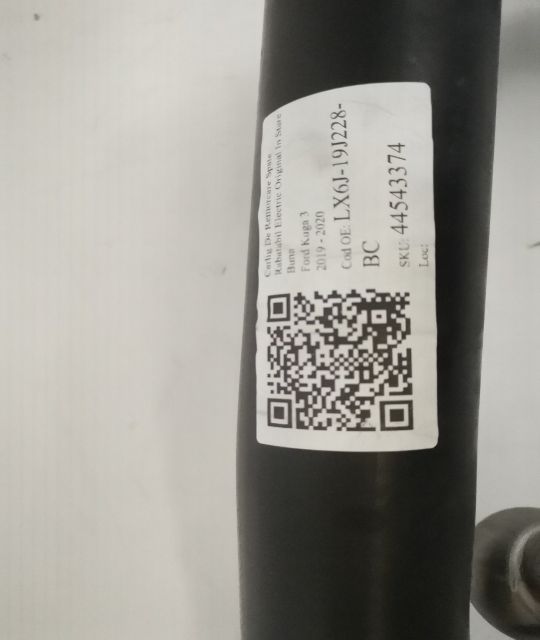 Carlig De Remorcare Spate
Rabatabil Electric Original In Stare
Buna
Ford Kuga 3
2019 - 2020
Cod OE: LX6J-19J228-
BC
SKU: 44543374
Loc: